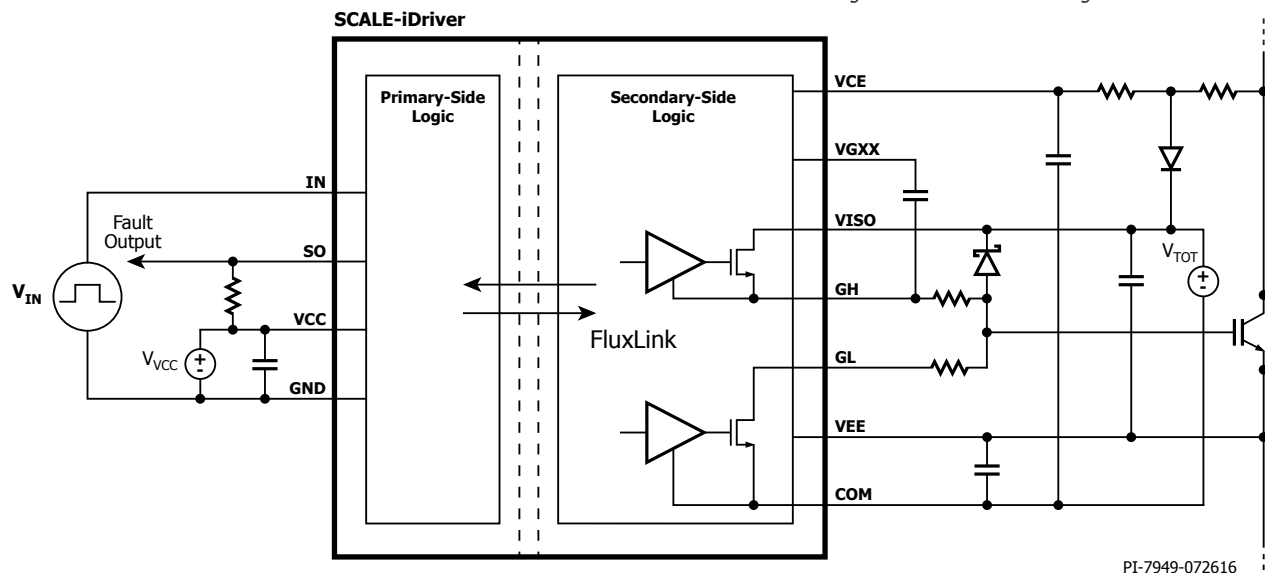 SCALE-iDriver
Primary-Side
Logic
Secondary-Side
Logic
VCE
VGXX
IN
VISO
Fault
Output
SO
VTOT
+
-
VIN
GH
VCC
FluxLink
VVCC
+
-
GL
GND
VEE
COM
PI-7949-072616